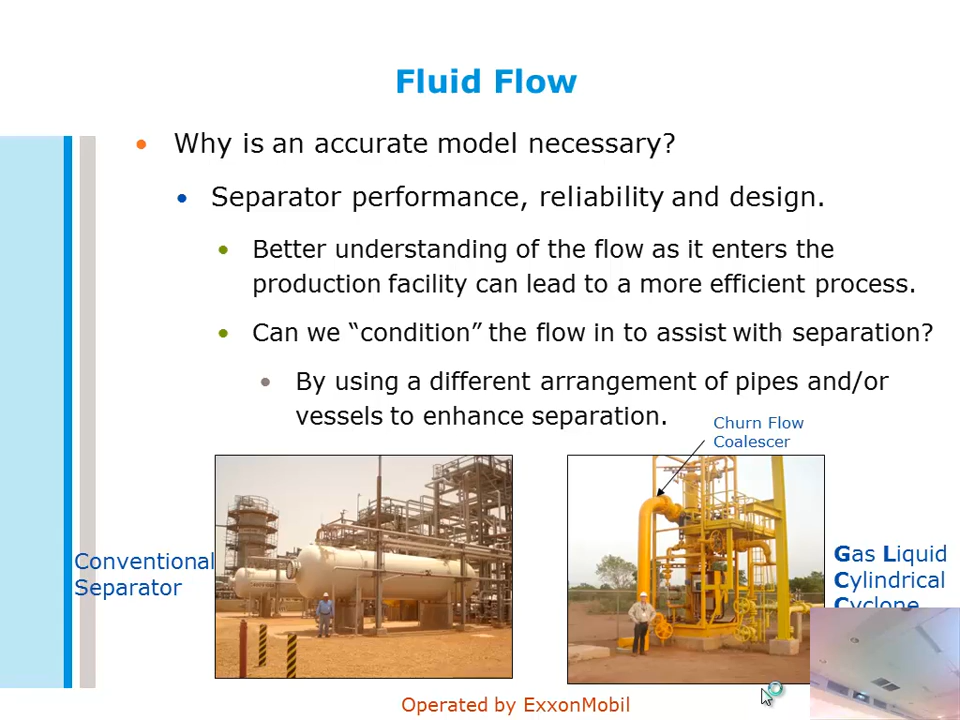 Fluid Flow
Why is an accurate model necessary?
Separator performance, reliability and design.
Better understanding of the flow as it enters the
production facility can lead to a more efficient process.
Can we “condition” the flow in to assist with separation?
By using a different arrangement of pipes and/or
vessels to enhance separation.
Churn Flow
Coalescer
Conventional
Separator
Gas Liquid
Cylindrical
Cyclone
Operated by ExxonMobil